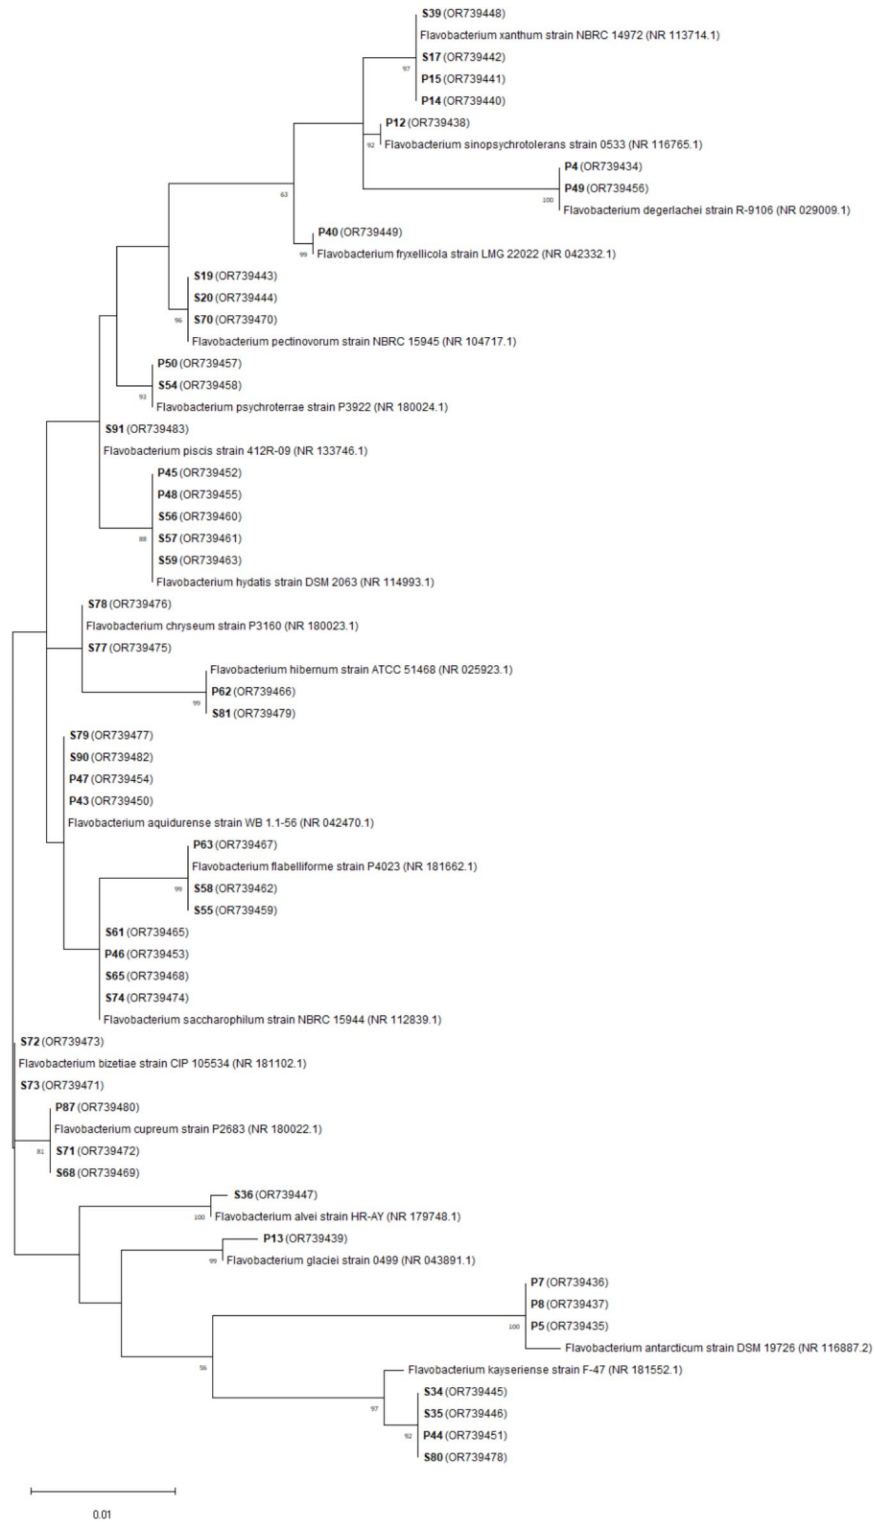 S39 (OR739448)
Flavobacterium xanthum strain NBRC 14972 (NR 113714.1)
S17 (OR739442)
97
P15 (OR739441)
P14 (OR739440)
P12 (OR739438)
92
Flavobacterium sinopsychrotolerans strain 0533 (NR 116765.1)
P4 (OR739434)
P49 (OR739456)
63
100
Flavobacterium degerlachei strain R-9106 (NR 029009.1)
P40 (OR739449)
99
Flavobacterium fryxellicola strain LMG 22022 (NR 042332.1)
S19 (OR739443)
S20 (OR739444)
S70 (OR739470)
96
Flavobacterium pectinovorum strain NBRC 15945 (NR 104717.1)
P50 (OR739457)
S54 (OR739458)
93
Flavobacterium psychroterrae strain P3922 (NR 180024.1)
S91 (OR739483)
Flavobacterium piscis strain 412R-09 (NR 133746.1)
P45 (OR739452)
P48 (OR739455)
S56 (OR739460)
S57 (OR739461)
88
S59 (OR739463)
Flavobacterium hydatis strain DSM 2063 (NR 114993.1)
S78 (OR739476)
Flavobacterium chryseum strain P3160 (NR 180023.1)
S77 (OR739475)
Flavobacterium hibernum strain ATCC 51468 (NR 025923.1)
P62 (OR739466)
99
S81 (OR739479)
S79 (OR739477)
S90 (OR739482)
P47 (OR739454)
P43 (OR739450)
Flavobacterium aquidurense strain WB 1.1-56 (NR 042470.1)
P63 (OR739467)
Flavobacterium flabelliforme strain P4023 (NR 181662.1)
99
S58 (OR739462)
S55 (OR739459)
S61 (OR739465)
P46 (OR739453)
S65 (OR739468)
S74 (OR739474)
Flavobacterium saccharophilum strain NBRC 15944 (NR 112839.1)
S72 (OR739473)
Flavobacterium bizetiae strain CIP 105534 (NR 181102.1)
S73 (OR739471)
P87 (OR739480)
Flavobacterium cupreum strain P2683 (NR 180022.1)
81
S71 (OR739472)
S68 (OR739469)
S36 (OR739447)
100
Flavobacterium alvei strain HR-AY (NR 179748.1)
P13 (OR739439)
99
Flavobacterium glaciei strain 0499 (NR 043891.1)
P7 (OR739436)
P8 (OR739437)
100
P5 (OR739435)
Flavobacterium antarcticum strain DSM 19726 (NR 116887.2)
56
Flavobacterium kayseriense strain F-47 (NR 181552.1)
S34 (OR739445)
97
S35 (OR739446)
92
P44 (OR739451)
S80 (OR739478)
0.01